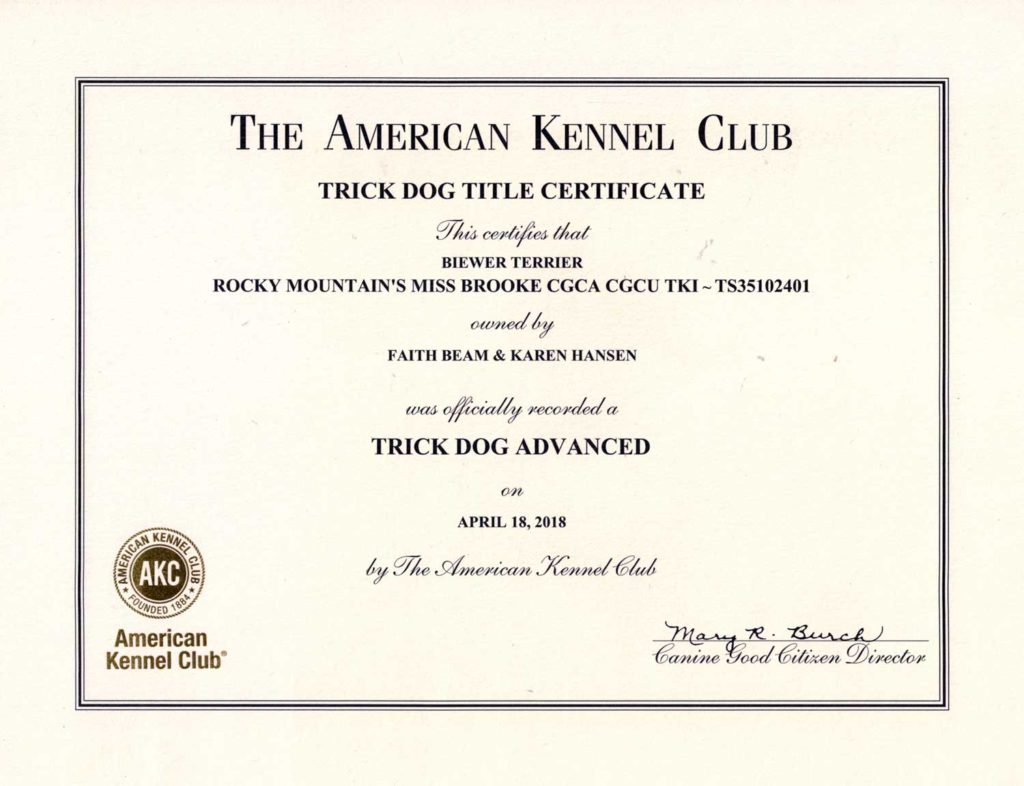 THE AMERICAN KENNEL CLUB
TRICK DOG TITLE CERTIFICATE
This certifies that
BIEWER TERRIER
ROCKY MOUNTAIN'S MISS BROOKE CGCA CGCU TKI ~ TS35102401
owned by
FAITH BEAM & KAREN HANSEN
was officially recorded a
TRICK DOG ADVANCED
on
APRIL 18, 2018
by The American Kennel Club
AMERICAN KENNEL CLUB
AKC
FOUNDED 1884
American
Kennel Club®
Mary R. Burch
Canine Good Citizen Director